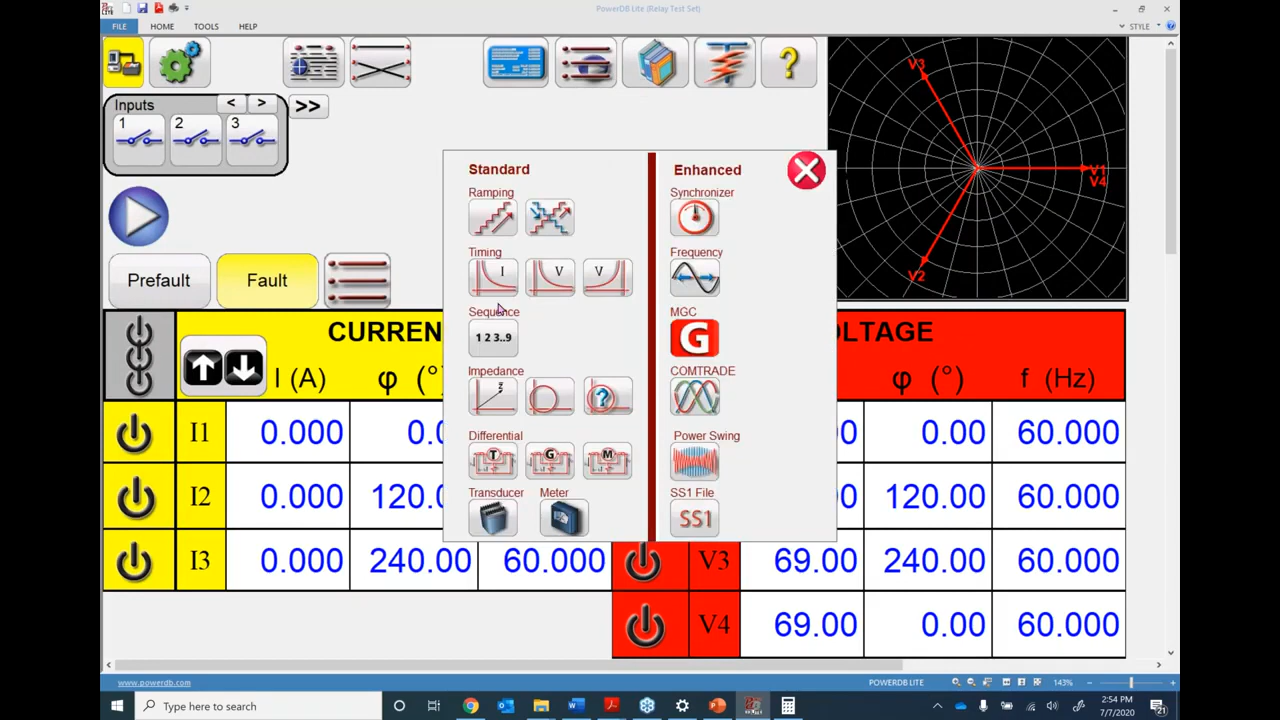 PowerDB Lite (Relay Test Set)
FILE HOME TOOLS HELP STYLE
Inputs < > >>
1 2 3
Prefault Fault
V3
V1
V4
V2
Standard
Ramping
Timing
I V V
Sequence
1 2 3..9
Impedance
Z
?
Differential
T G M
Transducer Meter
Enhanced
Synchronizer
Frequency
MGC
G
COMTRADE
Power Swing
SS1 File
SS1
CURREN LTAGE
I (A) φ (°) φ (°) f (Hz)
I1 0.000 0.0 0 0.00 60.000
I2 0.000 120. 0 120.00 60.000
I3 0.000 240.00 60.000 V3 69.00 240.00 60.000
V4 69.00 0.00 60.000
www.powerdb.com POWERDB LITE 143%
Type here to search
2:54 PM
7/7/2020
21